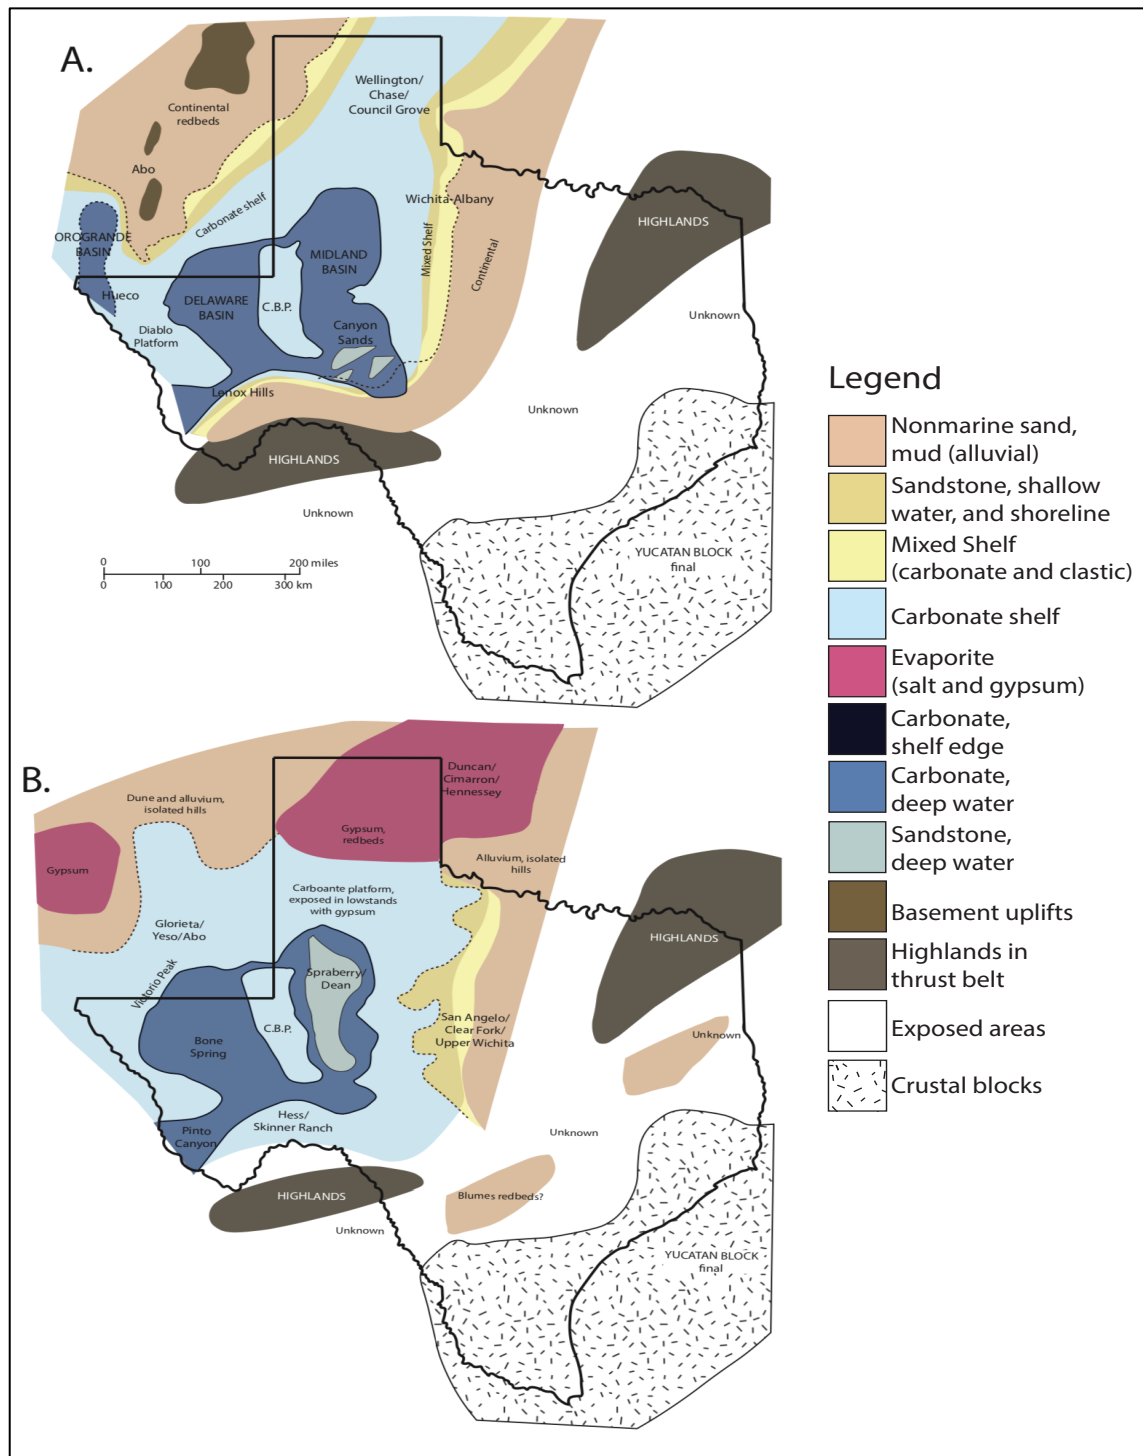 A.
Wellington/
Chase/
Council Grove
Continental
redbeds
Abo
Carbonate shelf
Wichita-Albany
OROGRANDE
BASIN
MIDLAND
BASIN
Mixed Shelf
Continental
HIGHLANDS
Hueco
DELAWARE
BASIN
C.B.P.
Unknown
Diablo
Platform
Canyon
Sands
Lenox Hills
Unknown
HIGHLANDS
Unknown
0 100 200 miles
0 100 200 300 km
YUCATAN BLOCK
final
Legend
Nonmarine sand,
mud (alluvial)
Sandstone, shallow
water, and shoreline
Mixed Shelf
(carbonate and clastic)
Carbonate shelf
Evaporite
(salt and gypsum)
Carbonate,
shelf edge
Carbonate,
deep water
Sandstone,
deep water
Basement uplifts
Highlands in
thrust belt
Exposed areas
Crustal blocks
B.
Duncan/
Cimarron/
Hennessey
Dune and alluvium,
isolated hills
Gypsum,
redbeds
Gypsum
Alluvium, isolated
hills
Carboante platform,
exposed in lowstands
with gypsum
Glorieta/
Yeso/Abo
HIGHLANDS
Victorio Peak
Spraberry/
Dean
C.B.P.
San Angelo/
Clear Fork/
Upper Wichita
Unknown
Bone
Spring
Hess/
Skinner Ranch
Pinto
Canyon
Unknown
HIGHLANDS
Blumes redbeds?
Unknown
YUCATAN BLOCK
final